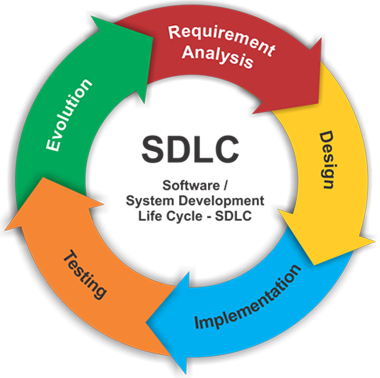 Requirement
Analysis
Design
Implementation
Testing
Evolution
SDLC
Software /
System Development
Life Cycle - SDLC